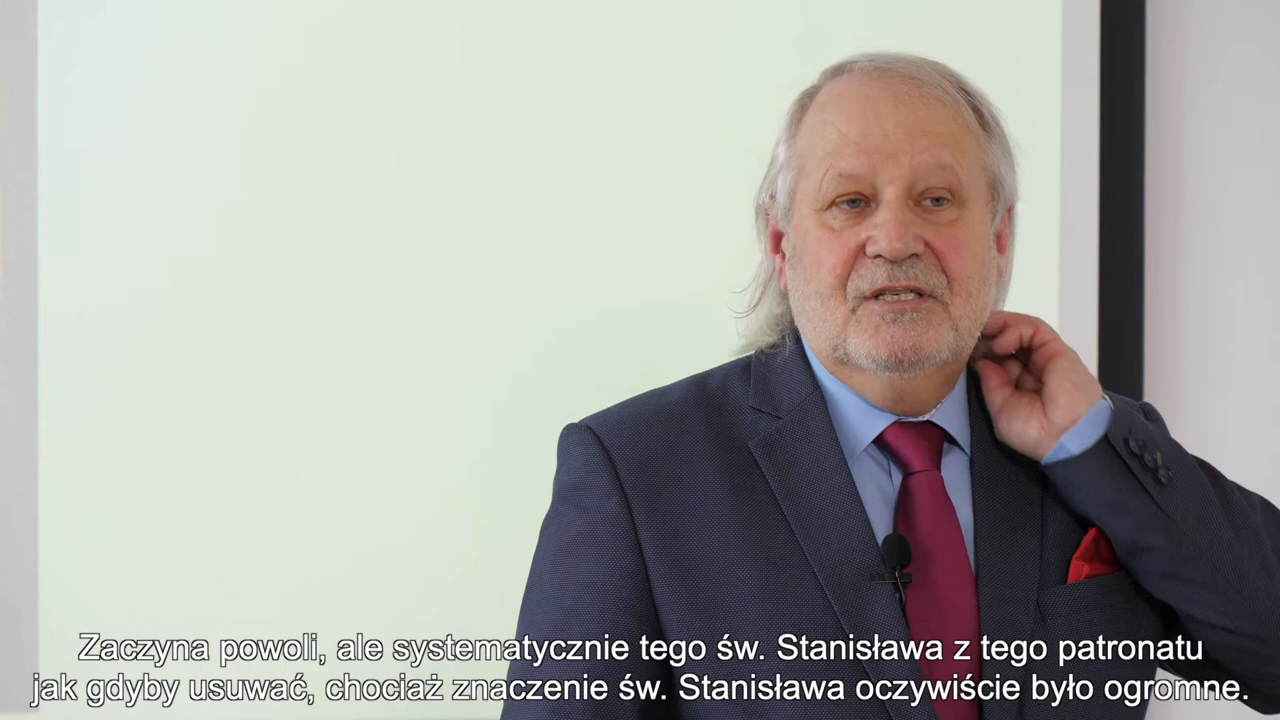 Zaczyna powoli, ale systematycznie tego św. Stanisława z tego patronatu
jak gdyby usuwać, chociaż znaczenie św. Stanisława oczywiście było ogromne.